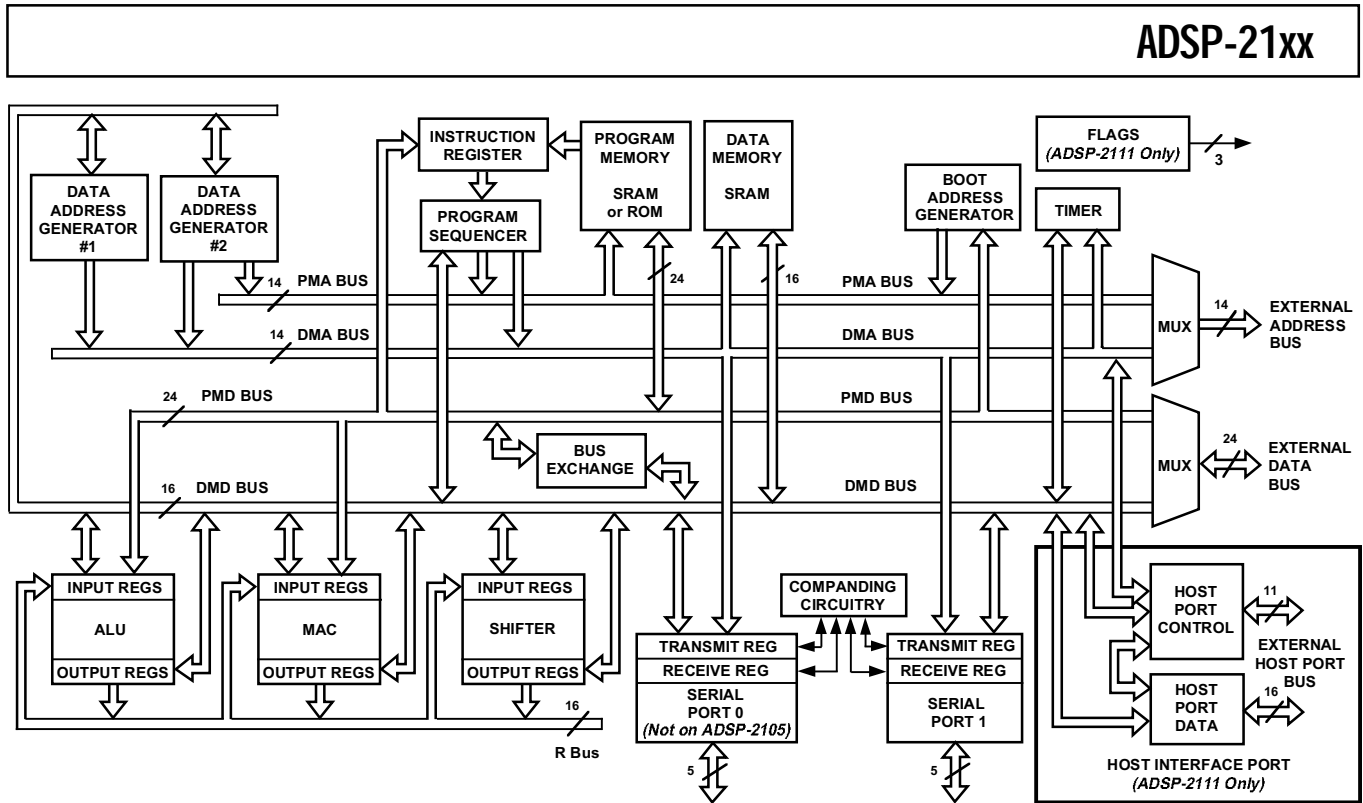 ADSP-21xx
INSTRUCTION
REGISTER
PROGRAM
MEMORY
SRAM
or ROM
DATA
MEMORY
SRAM
FLAGS
(ADSP-2111 Only)
3
DATA
ADDRESS
GENERATOR
#1
DATA
ADDRESS
GENERATOR
#2
PROGRAM
SEQUENCER
BOOT
ADDRESS
GENERATOR
TIMER
14
PMA BUS
24
16
PMA BUS
14
DMA BUS
DMA BUS
MUX
14
EXTERNAL
ADDRESS
BUS
24
PMD BUS
PMD BUS
BUS
EXCHANGE
MUX
24
EXTERNAL
DATA
BUS
16
DMD BUS
DMD BUS
INPUT REGS
ALU
OUTPUT REGS
INPUT REGS
MAC
OUTPUT REGS
INPUT REGS
SHIFTER
OUTPUT REGS
16
R Bus
COMPANDING
CIRCUITRY
TRANSMIT REG
RECEIVE REG
SERIAL
PORT 0
(Not on ADSP-2105)
5
TRANSMIT REG
RECEIVE REG
SERIAL
PORT 1
5
HOST
PORT
CONTROL
11
EXTERNAL
HOST PORT
BUS
HOST
PORT
DATA
16
HOST INTERFACE PORT
(ADSP-2111 Only)